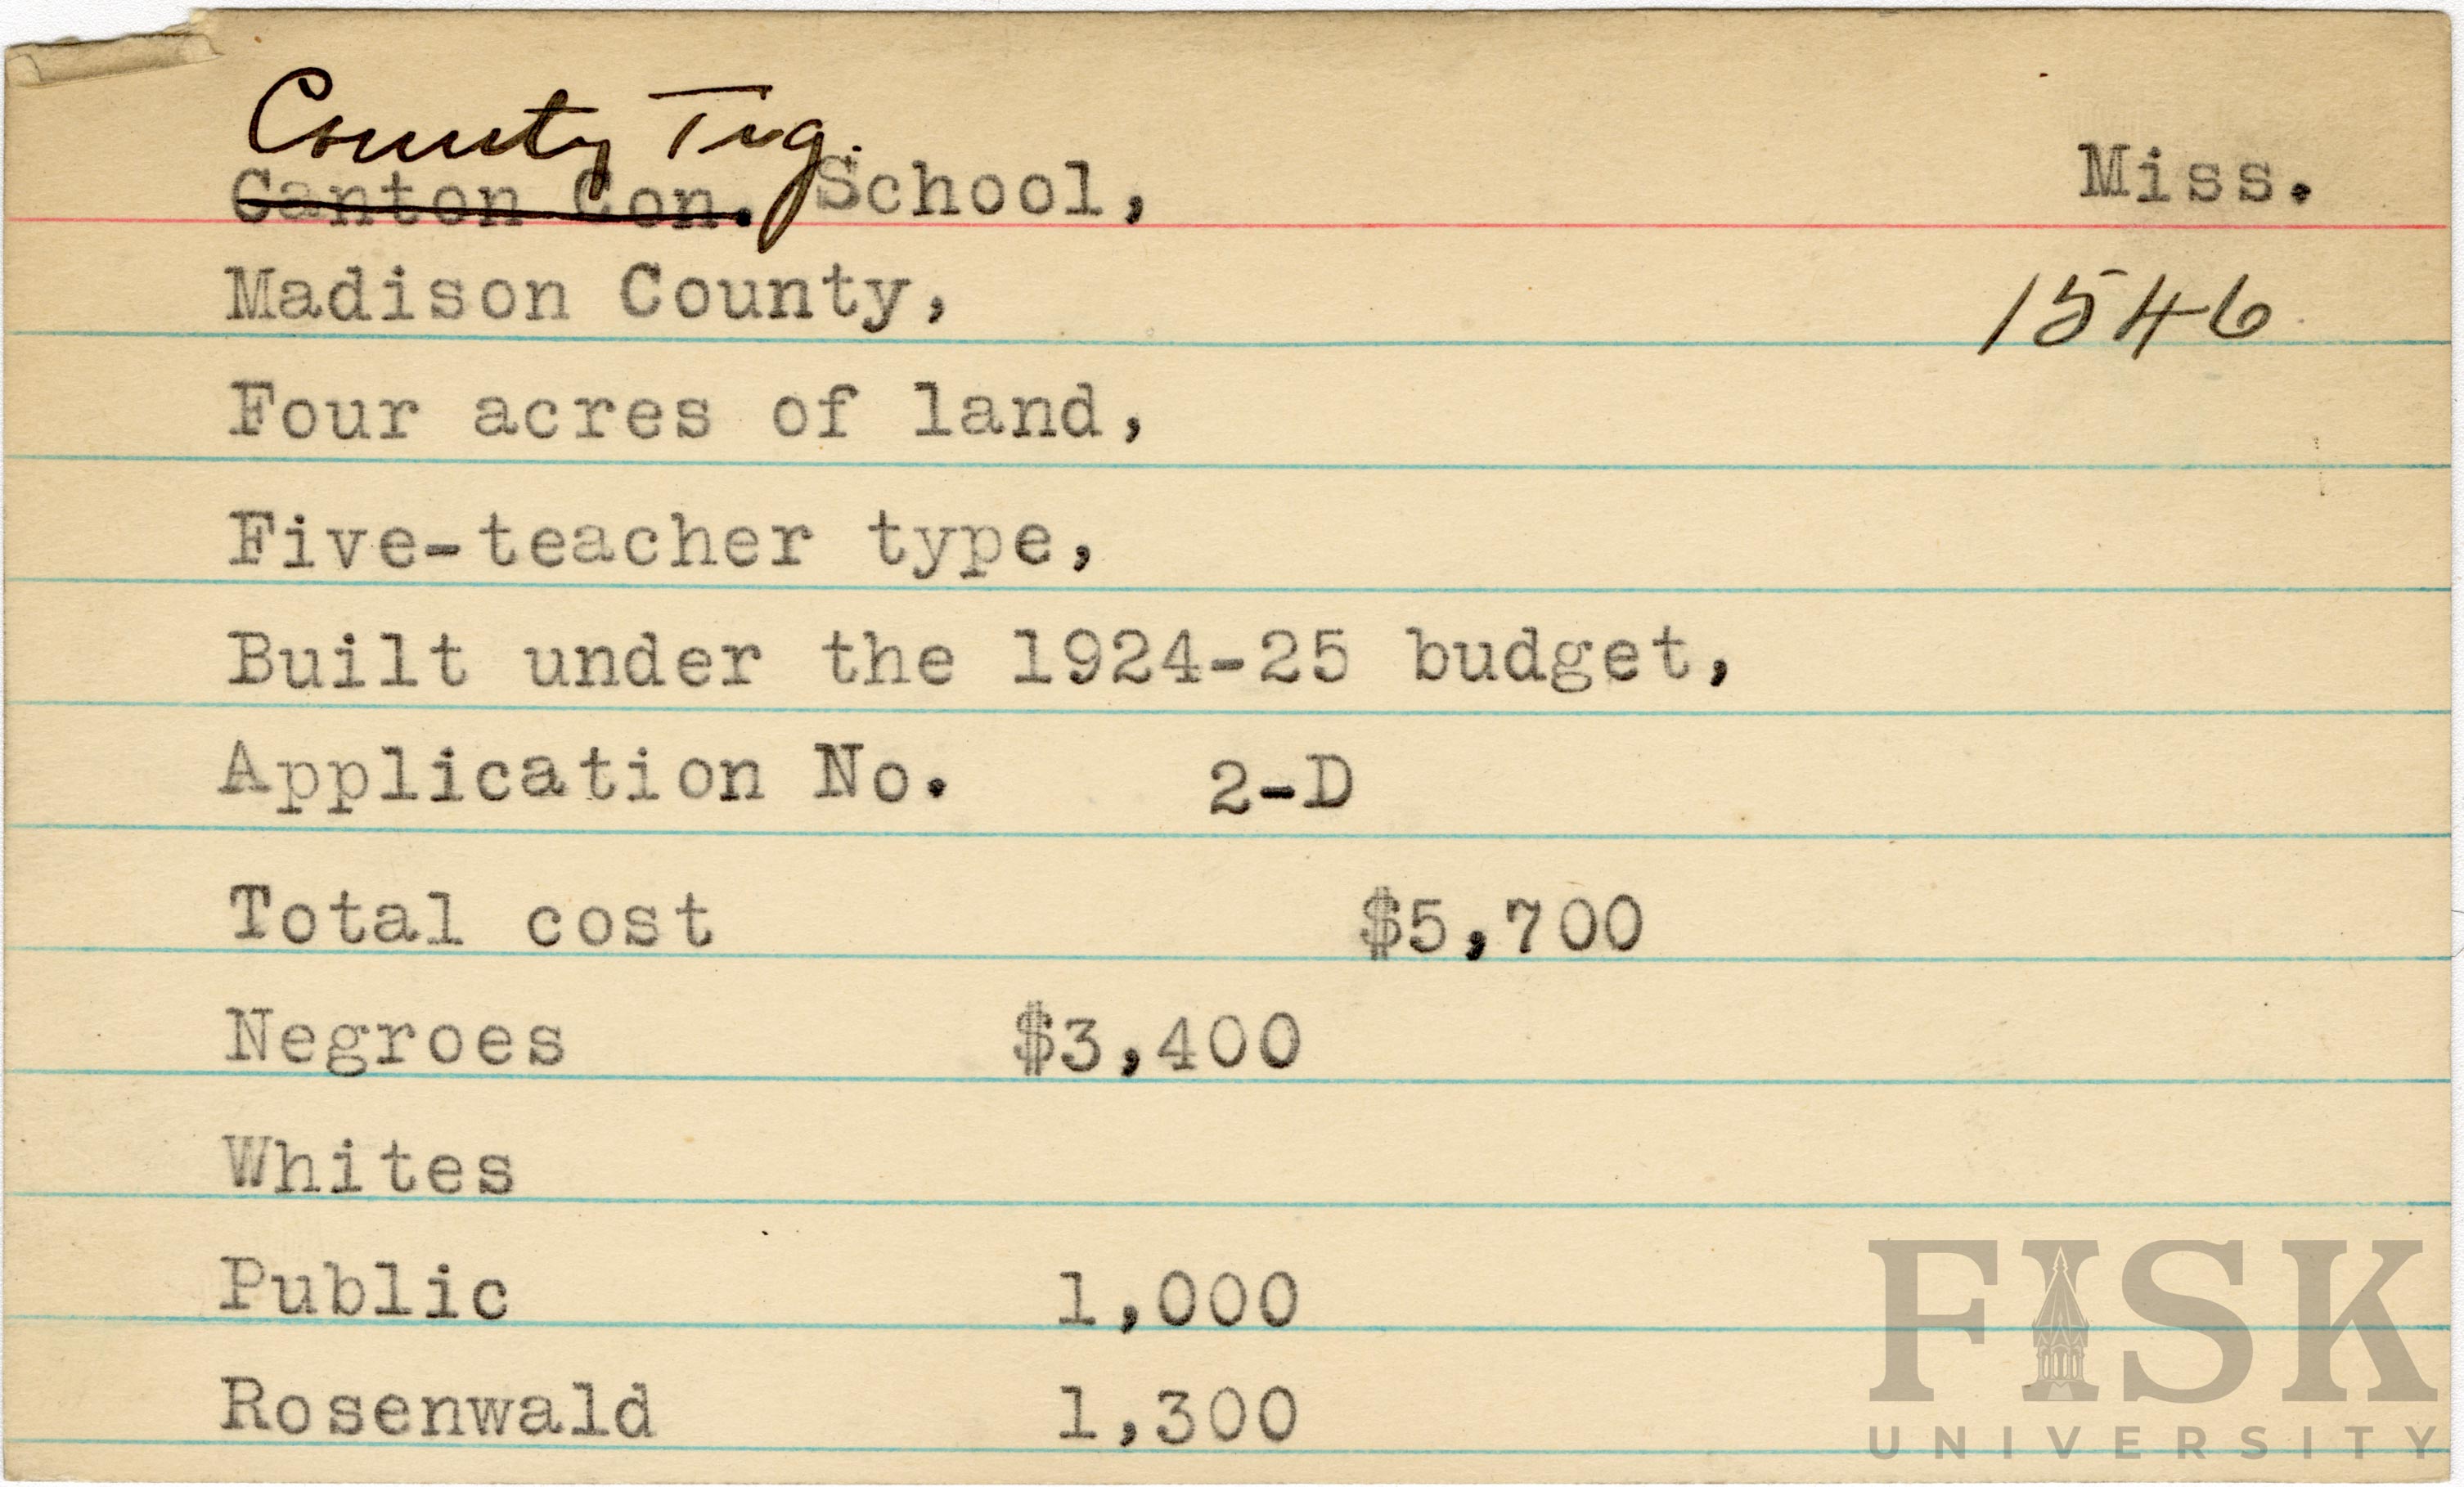 County Trg.
Canton Con. School, Miss.
Madison County, 1546
Four acres of land,
Five-teacher type,
Built under the 1924-25 budget,
Application No. 2-D
Total cost $5,700
Negroes $3,400
Whites
Public 1,000
Rosenwald 1,300
FISK
UNIVERSITY